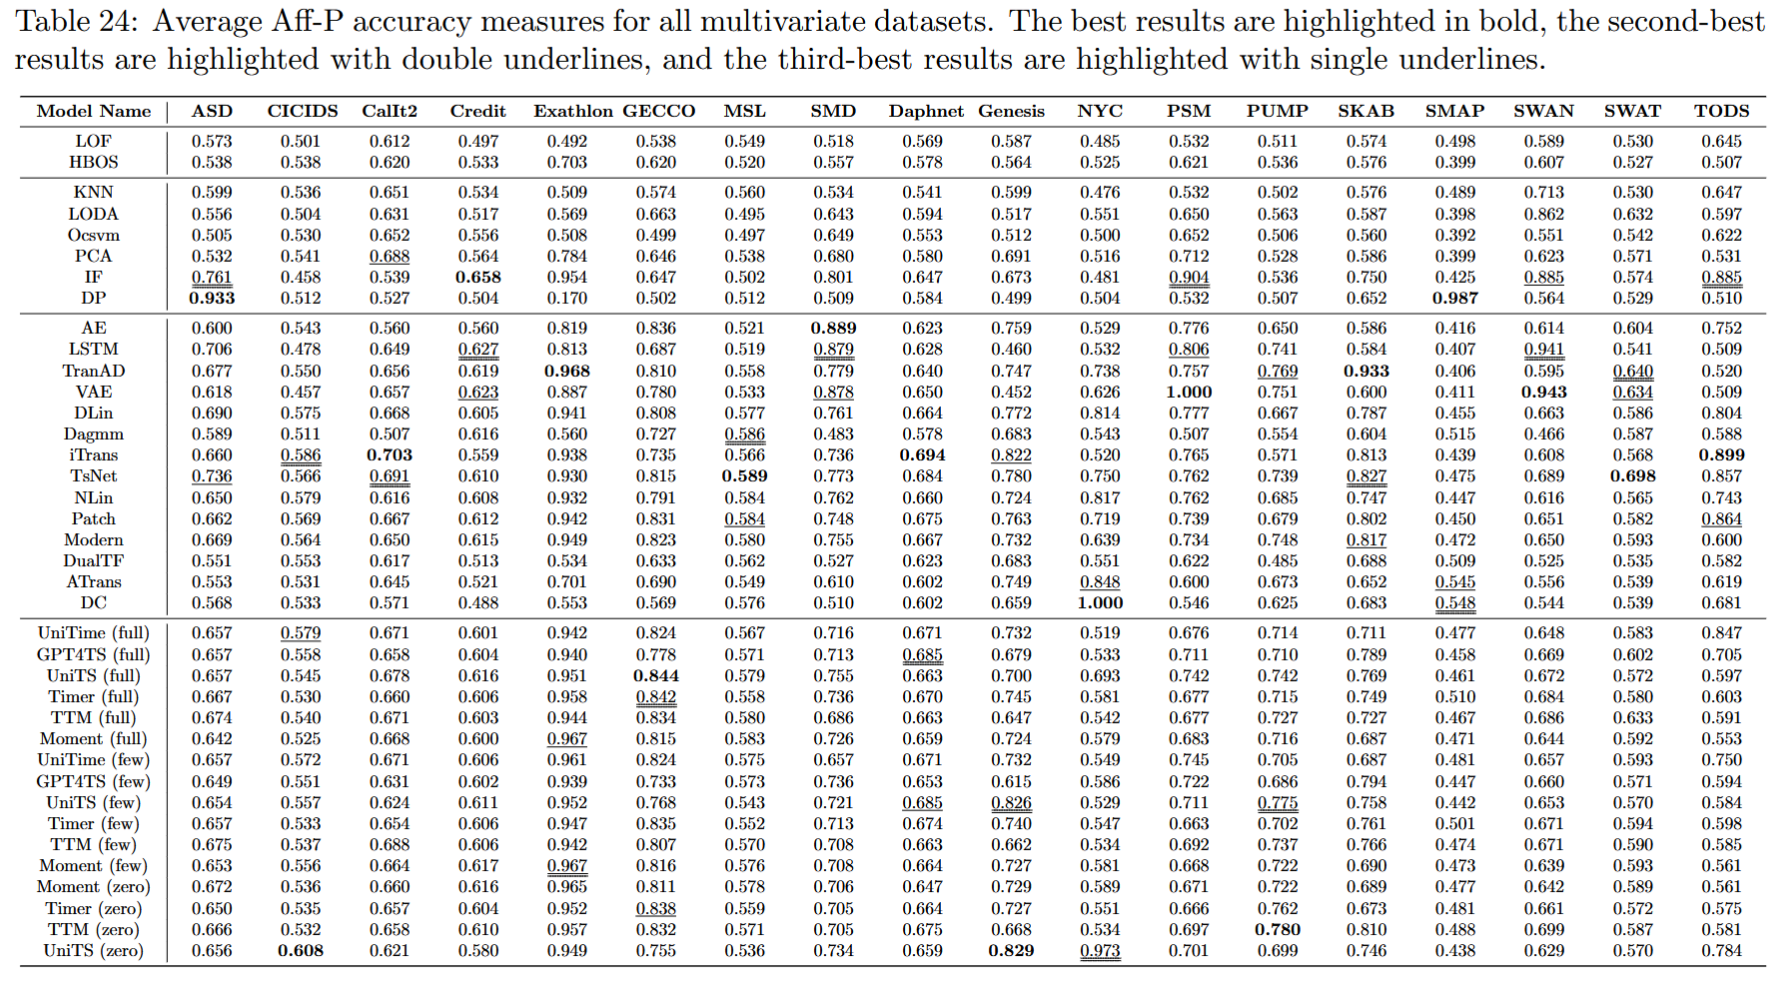 Table 24: Average Aff-P accuracy measures for all multivariate datasets. The best results are highlighted in bold, the second-best
results are highlighted with double underlines, and the third-best results are highlighted with single underlines.
Model Name ASD CICIDS CalIt2 Credit Exathlon GECCO MSL SMD Daphnet Genesis NYC PSM PUMP SKAB SMAP SWAN SWAT TODS
LOF 0.573 0.501 0.612 0.497 0.492 0.538 0.549 0.518 0.569 0.587 0.485 0.532 0.511 0.574 0.498 0.589 0.530 0.645
HBOS 0.538 0.538 0.620 0.533 0.703 0.620 0.520 0.557 0.578 0.564 0.525 0.621 0.536 0.576 0.399 0.607 0.527 0.507
KNN 0.599 0.536 0.651 0.534 0.509 0.574 0.560 0.534 0.541 0.599 0.476 0.532 0.502 0.576 0.489 0.713 0.530 0.647
LODA 0.556 0.504 0.631 0.517 0.569 0.663 0.495 0.643 0.594 0.517 0.551 0.650 0.563 0.587 0.398 0.862 0.632 0.597
Ocsvm 0.505 0.530 0.652 0.556 0.508 0.499 0.497 0.649 0.553 0.512 0.500 0.652 0.506 0.560 0.392 0.551 0.542 0.622
PCA 0.532 0.541 0.688 0.564 0.784 0.646 0.538 0.680 0.580 0.691 0.516 0.712 0.528 0.586 0.399 0.623 0.571 0.531
IF 0.761 0.458 0.539 0.658 0.954 0.647 0.502 0.801 0.647 0.673 0.481 0.904 0.536 0.750 0.425 0.885 0.574 0.885
DP 0.933 0.512 0.527 0.504 0.170 0.502 0.512 0.509 0.584 0.499 0.504 0.532 0.507 0.652 0.987 0.564 0.529 0.510
AE 0.600 0.543 0.560 0.560 0.819 0.836 0.521 0.889 0.623 0.759 0.529 0.776 0.650 0.586 0.416 0.614 0.604 0.752
LSTM 0.706 0.478 0.649 0.627 0.813 0.687 0.519 0.879 0.628 0.460 0.532 0.806 0.741 0.584 0.407 0.941 0.541 0.509
TranAD 0.677 0.550 0.656 0.619 0.968 0.810 0.558 0.779 0.640 0.747 0.738 0.757 0.769 0.933 0.406 0.595 0.640 0.520
VAE 0.618 0.457 0.657 0.623 0.887 0.780 0.533 0.878 0.650 0.452 0.626 1.000 0.751 0.600 0.411 0.943 0.634 0.509
DLin 0.690 0.575 0.668 0.605 0.941 0.808 0.577 0.761 0.664 0.772 0.814 0.777 0.667 0.787 0.455 0.663 0.586 0.804
Dagmm 0.589 0.511 0.507 0.616 0.560 0.727 0.586 0.483 0.578 0.683 0.543 0.507 0.554 0.604 0.515 0.466 0.587 0.588
iTrans 0.660 0.586 0.703 0.559 0.938 0.735 0.566 0.736 0.694 0.822 0.520 0.765 0.571 0.813 0.439 0.608 0.568 0.899
TsNet 0.736 0.566 0.691 0.610 0.930 0.815 0.589 0.773 0.684 0.780 0.750 0.762 0.739 0.827 0.475 0.689 0.698 0.857
NLin 0.650 0.579 0.616 0.608 0.932 0.791 0.584 0.762 0.660 0.724 0.817 0.762 0.685 0.747 0.447 0.616 0.565 0.743
Patch 0.662 0.569 0.667 0.612 0.942 0.831 0.584 0.748 0.675 0.763 0.719 0.739 0.679 0.802 0.450 0.651 0.582 0.864
Modern 0.669 0.564 0.650 0.615 0.949 0.823 0.580 0.755 0.667 0.732 0.639 0.734 0.748 0.817 0.472 0.650 0.593 0.600
DualTF 0.551 0.553 0.617 0.513 0.534 0.633 0.562 0.527 0.623 0.683 0.551 0.622 0.485 0.688 0.509 0.525 0.535 0.582
ATrans 0.553 0.531 0.645 0.521 0.701 0.690 0.549 0.610 0.602 0.749 0.848 0.600 0.673 0.652 0.545 0.556 0.539 0.619
DC 0.568 0.533 0.571 0.488 0.553 0.569 0.576 0.510 0.602 0.659 1.000 0.546 0.625 0.683 0.548 0.544 0.539 0.681
UniTime (full) 0.657 0.579 0.671 0.601 0.942 0.824 0.567 0.716 0.671 0.732 0.519 0.676 0.714 0.711 0.477 0.648 0.583 0.847
GPT4TS (full) 0.657 0.558 0.658 0.604 0.940 0.778 0.571 0.713 0.685 0.679 0.533 0.711 0.710 0.789 0.458 0.669 0.602 0.705
UniTS (full) 0.657 0.545 0.678 0.616 0.951 0.844 0.579 0.755 0.663 0.700 0.693 0.742 0.742 0.769 0.461 0.672 0.572 0.597
Timer (full) 0.667 0.530 0.660 0.606 0.958 0.842 0.558 0.736 0.670 0.745 0.581 0.677 0.715 0.749 0.510 0.684 0.580 0.603
TTM (full) 0.674 0.540 0.671 0.603 0.944 0.834 0.580 0.686 0.663 0.647 0.542 0.677 0.727 0.727 0.467 0.686 0.633 0.591
Moment (full) 0.642 0.525 0.668 0.600 0.967 0.815 0.583 0.726 0.659 0.724 0.579 0.683 0.716 0.687 0.471 0.644 0.592 0.553
UniTime (few) 0.657 0.572 0.671 0.606 0.961 0.824 0.575 0.657 0.671 0.732 0.549 0.745 0.705 0.687 0.481 0.657 0.593 0.750
GPT4TS (few) 0.649 0.551 0.631 0.602 0.939 0.733 0.573 0.736 0.653 0.615 0.586 0.722 0.686 0.794 0.447 0.660 0.571 0.594
UniTS (few) 0.654 0.557 0.624 0.611 0.952 0.768 0.543 0.721 0.685 0.826 0.529 0.711 0.775 0.758 0.442 0.653 0.570 0.584
Timer (few) 0.657 0.533 0.654 0.606 0.947 0.835 0.552 0.713 0.674 0.740 0.547 0.663 0.702 0.761 0.501 0.671 0.594 0.598
TTM (few) 0.675 0.537 0.688 0.606 0.942 0.807 0.570 0.708 0.663 0.662 0.534 0.692 0.737 0.766 0.474 0.671 0.590 0.585
Moment (few) 0.653 0.556 0.664 0.617 0.967 0.816 0.576 0.708 0.664 0.727 0.581 0.668 0.722 0.690 0.473 0.639 0.593 0.561
Moment (zero) 0.672 0.536 0.660 0.616 0.965 0.811 0.578 0.706 0.647 0.729 0.589 0.671 0.722 0.689 0.477 0.642 0.589 0.561
Timer (zero) 0.650 0.535 0.657 0.604 0.952 0.838 0.559 0.705 0.664 0.727 0.551 0.666 0.762 0.673 0.481 0.661 0.572 0.575
TTM (zero) 0.666 0.532 0.658 0.610 0.957 0.832 0.571 0.705 0.675 0.668 0.534 0.697 0.780 0.810 0.488 0.699 0.587 0.581
UniTS (zero) 0.656 0.608 0.621 0.580 0.949 0.755 0.536 0.734 0.659 0.829 0.973 0.701 0.699 0.746 0.438 0.629 0.570 0.784